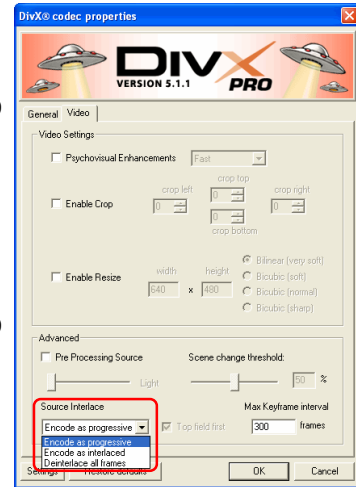 DivX® codec properties
DIVX
VERSION 5.1.1 PRO
General Video
Video Settings
Psychovisual Enhancements Fast
crop top
crop left 0 crop right
Enable Crop 0 0
0
crop bottom
Bilinear (very soft)
width height Bicubic (soft)
Enable Resize 640 x 480 Bicubic (normal)
Bicubic (sharp)
Advanced
Pre Processing Source Scene change threshold:
Light 50 %
Source Interlace Max Keyframe interval
Encode as progressive Top field first 300 frames
Encode as progressive
Encode as interlaced
Deinterlace all frames
Settings Restore defaults OK Cancel